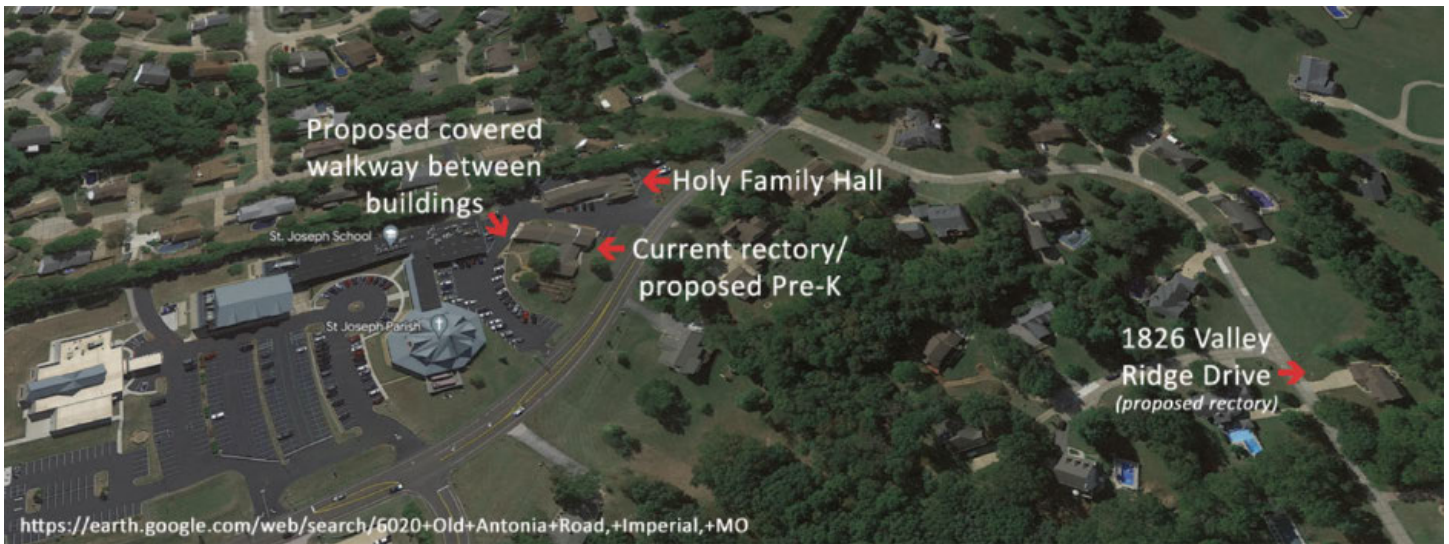 Proposed covered
walkway between
buildings
Holy Family Hall
St. Joseph School
Current rectory/
proposed Pre-K
St Joseph Parish
1826 Valley
Ridge Drive
(proposed rectory)
https://earth.google.com/web/search/6020+Old+Antonia+Road,+Imperial,+MO